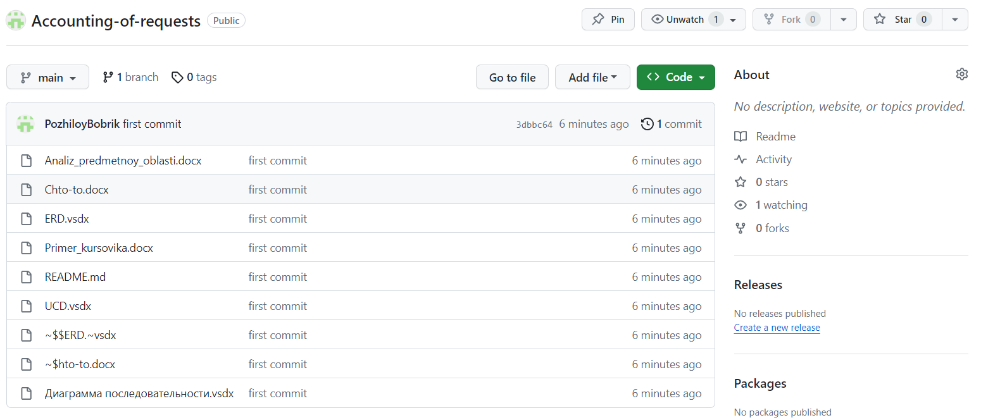 Accounting-of-requests Public Pin Unwatch 1 Fork 0 Star 0
main 1 branch 0 tags Go to file Add file Code
PozhiloyBobrik first commit 3dbbc64 6 minutes ago 1 commit
Analiz_predmetnoy_oblasti.docx first commit 6 minutes ago
Chto-to.docx first commit 6 minutes ago
ERD.vsdx first commit 6 minutes ago
Primer_kursovika.docx first commit 6 minutes ago
README.md first commit 6 minutes ago
UCD.vsdx first commit 6 minutes ago
~$$ERD.~vsdx first commit 6 minutes ago
~$hto-to.docx first commit 6 minutes ago
Диаграмма последовательности.vsdx first commit 6 minutes ago
About
No description, website, or topics provided.
Readme
Activity
0 stars
1 watching
0 forks
Releases
No releases published
Create a new release
Packages
No packages published